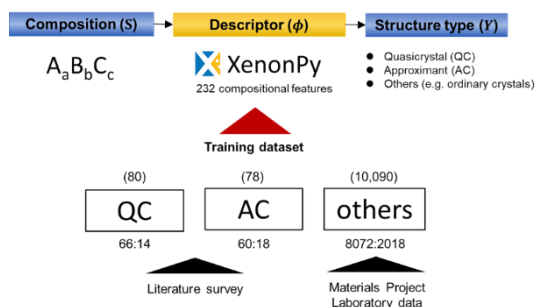 Composition (S)
Descriptor (ϕ)
Structure type (Y)
AaBbCc
XenonPy
232 compositional features
● Quasicrystal (QC)
● Approximant (AC)
● Others (e.g. ordinary crystals)
Training dataset
(80)
(78)
(10,090)
QC
AC
others
66:14
60:18
8072:2018
Literature survey
Materials Project
Laboratory data